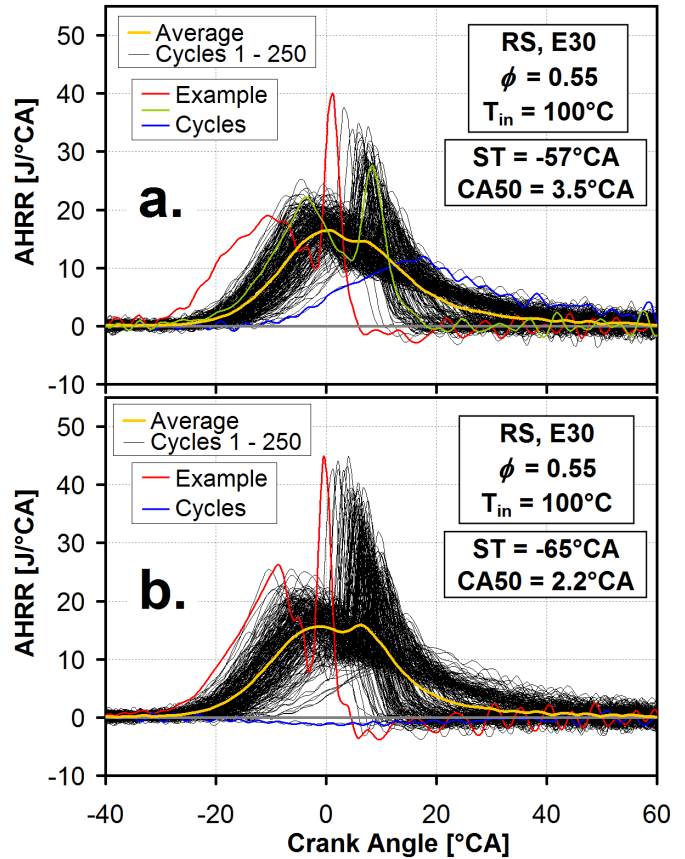 50
40
30
20
10
0
-10
AHRR [J/°CA]
Average
Cycles 1 - 250
Example
Cycles
RS, E30
ϕ = 0.55
Tin = 100°C
ST = -57°CA
CA50 = 3.5°CA
a.
50
40
30
20
10
0
-10
AHRR [J/°CA]
Average
Cycles 1 - 250
Example
Cycles
RS, E30
ϕ = 0.55
Tin = 100°C
ST = -65°CA
CA50 = 2.2°CA
b.
-40 -20 0 20 40 60
Crank Angle [°CA]